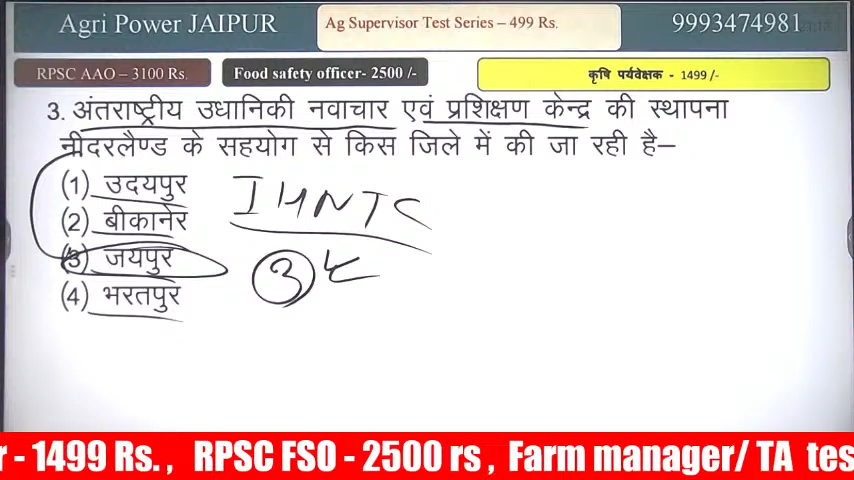 Agri Power JAIPUR
Ag Supervisor Test Series – 499 Rs.
9993474981
RPSC AAO – 3100 Rs.
Food safety officer- 2500 /-
कृषि पर्यवेक्षक - 1499 /-
3. अंतराष्ट्रीय उधानिकी नवाचार एवं प्रशिक्षण केन्द्र की स्थापना
नीदरलैण्ड के सहयोग से किस जिले में की जा रही है–
(1) उदयपुर
IHNTC
(2) बीकानेर
(3) जयपुर
3
(4) भरतपुर
r - 1499 Rs. , RPSC FSO - 2500 rs , Farm manager/ TA tes